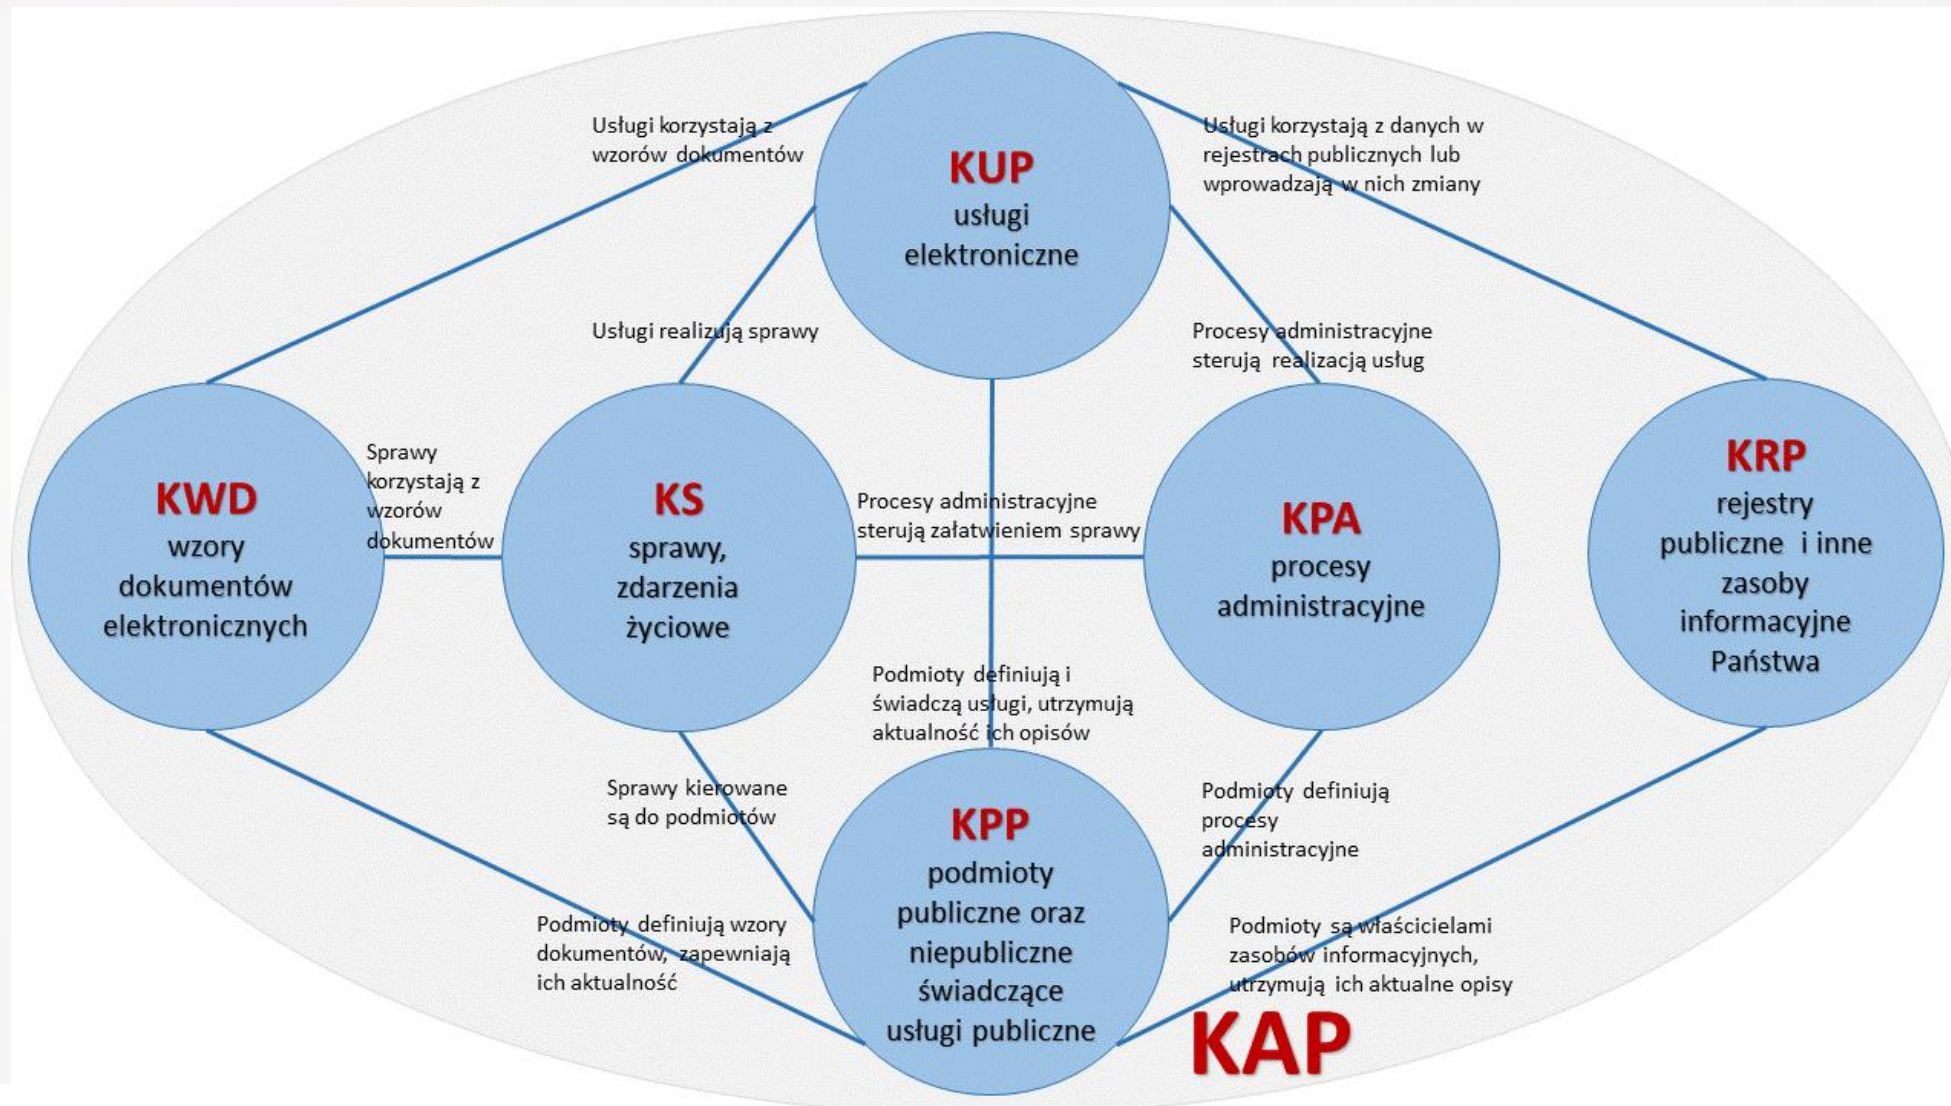 Usługi korzystają z
wzorów dokumentów
KUP
usługi
elektroniczne
Usługi korzystają z danych w
rejestrach publicznych lub
wprowadzają w nich zmiany
Usługi realizują sprawy
Procesy administracyjne
sterują realizacją usług
KWD
wzory
dokumentów
elektronicznych
Sprawy
korzystają z
wzorów
dokumentów
KS
sprawy,
zdarzenia
życiowe
Procesy administracyjne
sterują załatwieniem sprawy
KPA
procesy
administracyjne
KRP
rejestry
publiczne i inne
zasoby
informacyjne
Państwa
Podmioty definiują i
świadczą usługi, utrzymują
aktualność ich opisów
Sprawy kierowane
są do podmiotów
Podmioty definiują
procesy
administracyjne
KPP
podmioty
publiczne oraz
niepubliczne
świadczące
usługi publiczne
Podmioty definiują wzory
dokumentów, zapewniają
ich aktualność
Podmioty są właścicielami
zasobów informacyjnych,
utrzymują ich aktualne opisy
KAP